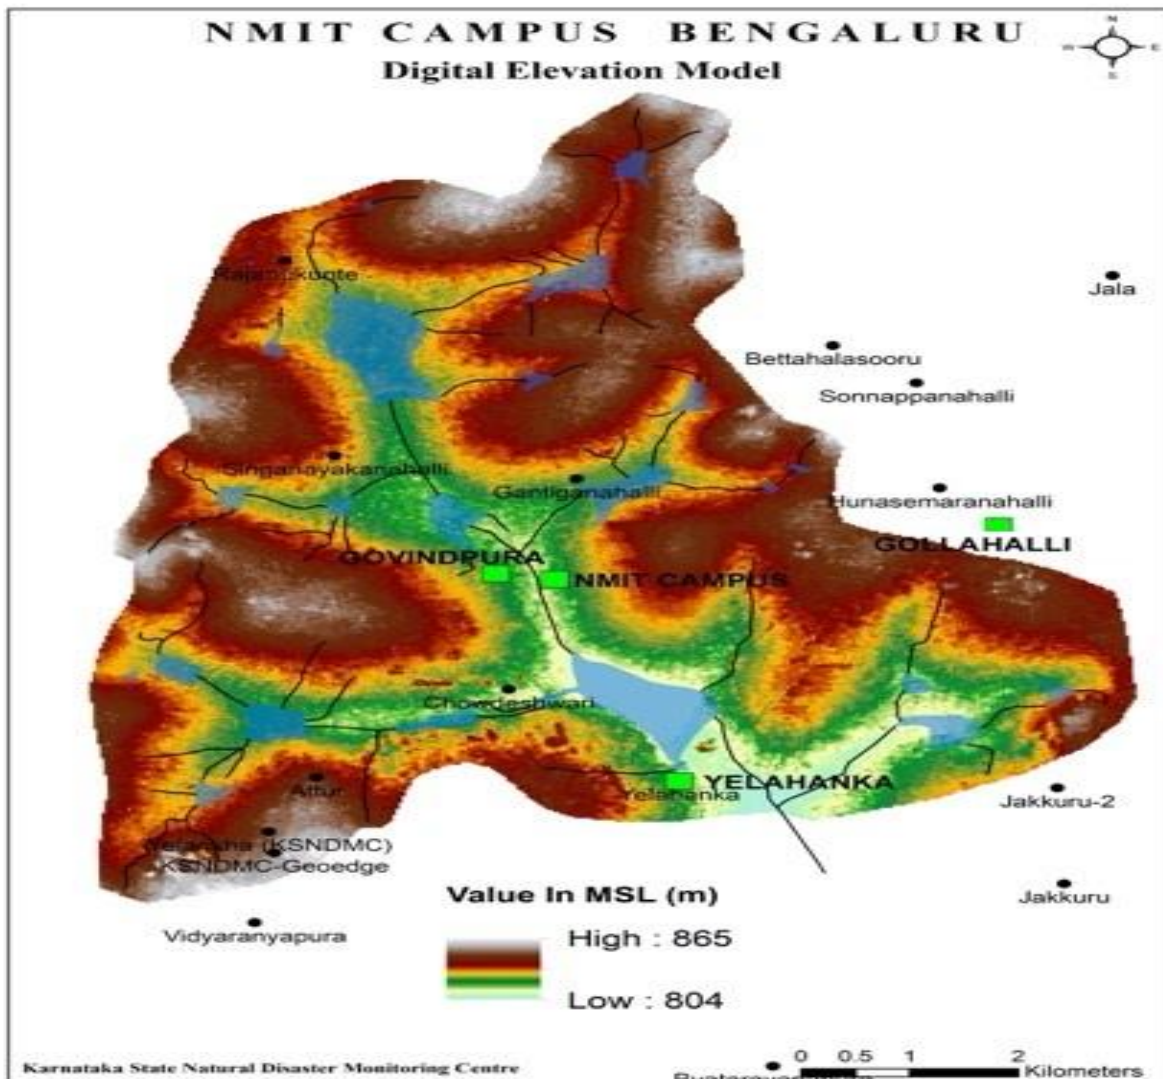 NMIT CAMPUS BENGALURU
Digital Elevation Model
N
W E
S
Jala
Bettahalasooru
Sonnappanahalli
Singanayakanahalli
Gantiganahalli
Hunasemaranahalli
GOLLAHALLI
GOVINDPURA
NMIT CAMPUS
Chowdeshwari
YELAHANKA
Yelahanka
Attur
Jakkuru-2
(KSNDMC)
KSNDMC-Geoedge
Jakkuru
Vidyaranyapura
Value In MSL (m)
High : 865
Low : 804
0 0.5 1 2
Kilometers
Karnataka State Natural Disaster Monitoring Centre